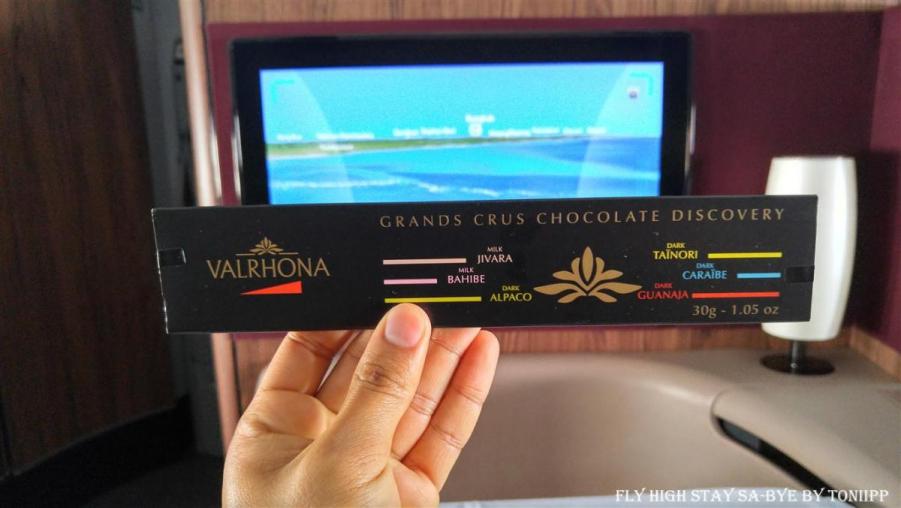 GRANDS CRUS CHOCOLATE DISCOVERY
VALRHONA
MILK
JIVARA
MILK
BAHIBE
DARK
ALPACO
DARK
TAÏNORI
DARK
CARAÏBE
DARK
GUANAJA
30g - 1.05 oz
FLY HIGH STAY SA-BYE BY TONIIPP